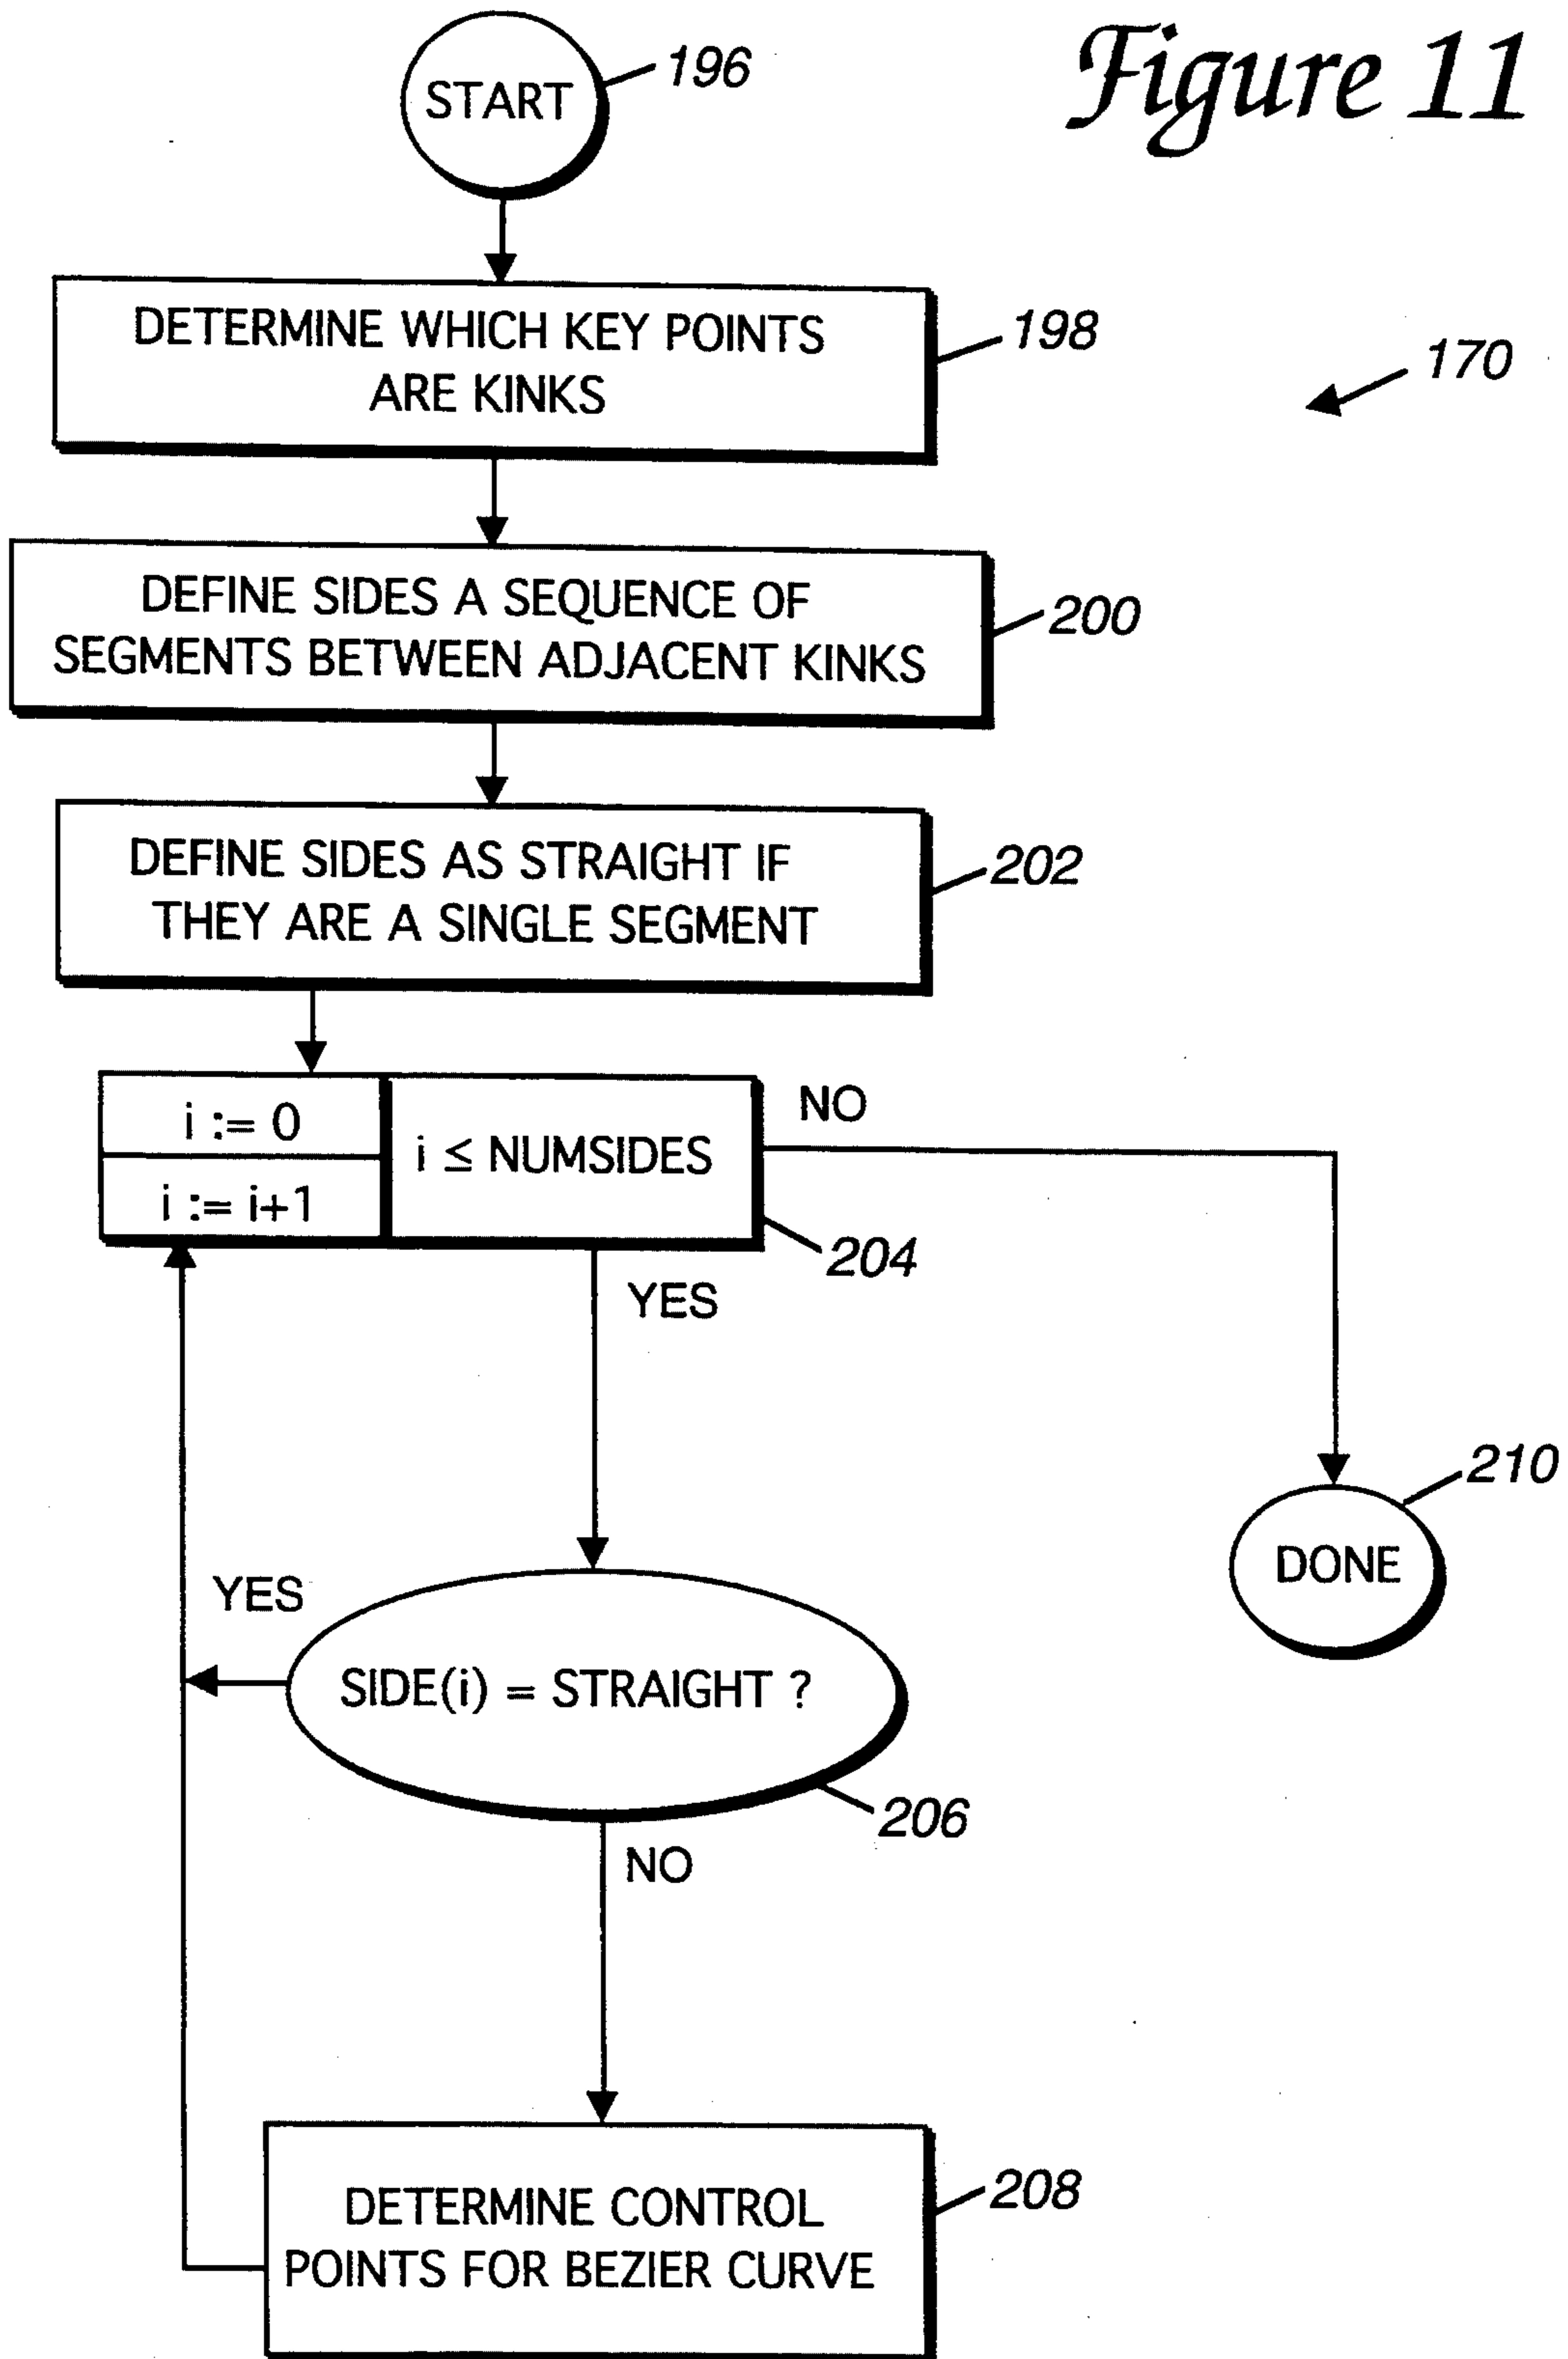 Figure 11
START
196
DETERMINE WHICH KEY POINTS
ARE KINKS
198
170
DEFINE SIDES A SEQUENCE OF
SEGMENTS BETWEEN ADJACENT KINKS
200
DEFINE SIDES AS STRAIGHT IF
THEY ARE A SINGLE SEGMENT
202
i := 0
i := i+1
i ≤ NUMSIDES
NO
204
YES
210
DONE
YES
SIDE(i) = STRAIGHT ?
206
NO
DETERMINE CONTROL
POINTS FOR BEZIER CURVE
208